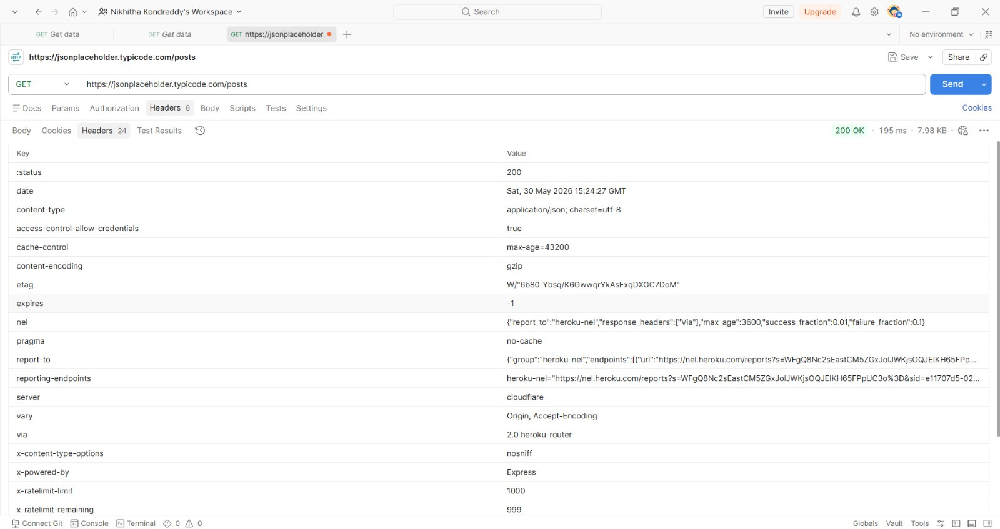 Nikhitha Kondreddy's Workspace Search Invite Upgrade
GET Get data GET Get data GET https://jsonplaceholder No environment
HTTP https://jsonplaceholder.typicode.com/posts Save Share
GET https://jsonplaceholder.typicode.com/posts Send
Docs Params Authorization Headers 6 Body Scripts Tests Settings Cookies
Body Cookies Headers 24 Test Results 200 OK • 195 ms • 7.98 KB
Key Value
:status 200
date Sat, 30 May 2026 15:24:27 GMT
content-type application/json; charset=utf-8
access-control-allow-credentials true
cache-control max-age=43200
content-encoding gzip
etag W/"6b80-Ybsq/K6GwwqrYkAsFxqDXGC7DoM"
expires -1
nel {"report_to":"heroku-nel","response_headers":["Via"],"max_age":3600,"success_fraction":0.01,"failure_fraction":0.1}
pragma no-cache
report-to {"group":"heroku-nel","endpoints":[{"url":"https://nel.heroku.com/reports?s=WFgQ8Nc2sEastCM5ZGxJolJWKjsOQJEIKH65FPp...
reporting-endpoints heroku-nel="https://nel.heroku.com/reports?s=WFgQ8Nc2sEastCM5ZGxJolJWKjsOQJEIKH65FPpUC3o%3D&sid=e11707d5-02...
server cloudflare
vary Origin, Accept-Encoding
via 2.0 heroku-router
x-content-type-options nosniff
x-powered-by Express
x-ratelimit-limit 1000
x-ratelimit-remaining 999
Connect Git Console Terminal 0 0 Globals Vault Tools